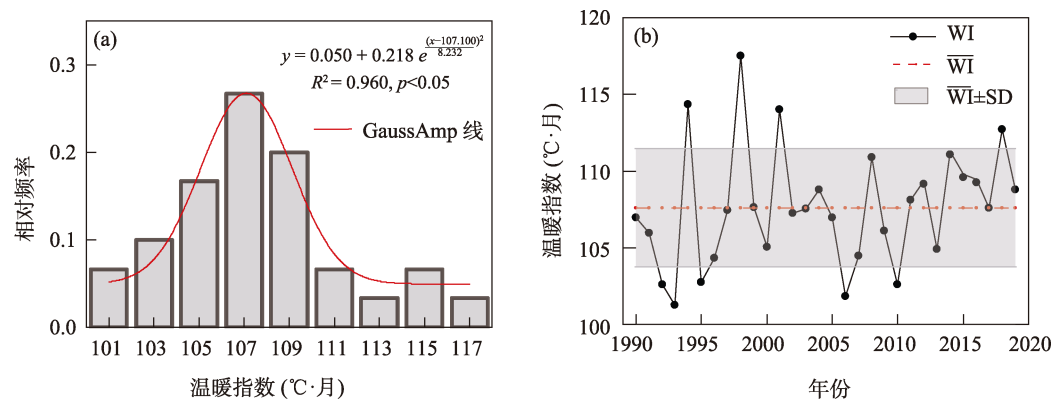 (a)
y = 0.050 + 0.218 e^{(x−107.100)²/8.232}
R² = 0.960, p<0.05
GaussAmp 线
0.3
0.2
0.1
0.0
相对频率
101 103 105 107 109 111 113 115 117
温暖指数 (℃·月)
(b)
WI
W̅I̅
W̅I̅±SD
120
115
110
105
100
温暖指数 (℃·月)
1990 1995 2000 2005 2010 2015 2020
年份